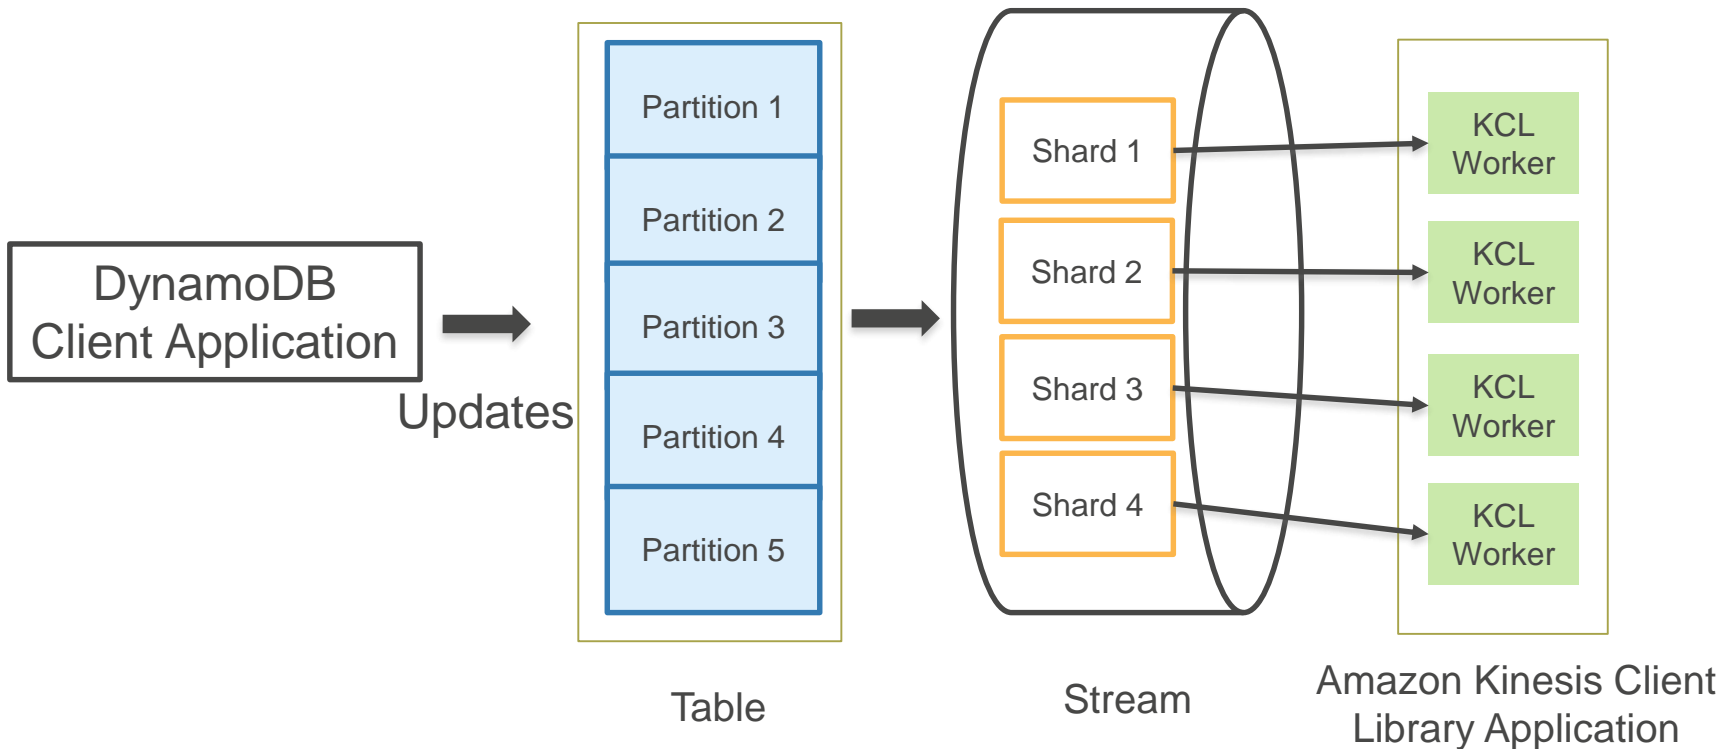 DynamoDB
Client Application
Updates
Partition 1
Partition 2
Partition 3
Partition 4
Partition 5
Table
Shard 1
Shard 2
Shard 3
Shard 4
Stream
KCL
Worker
KCL
Worker
KCL
Worker
KCL
Worker
Amazon Kinesis Client
Library Application